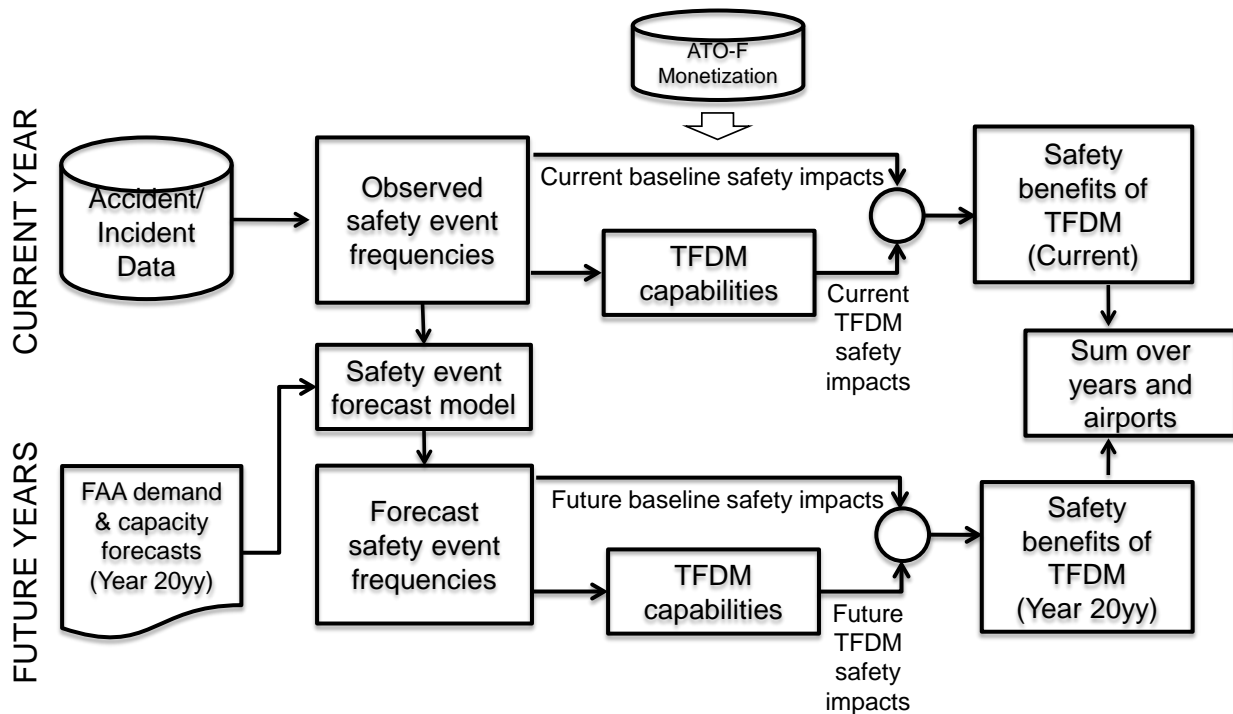 ATO-F
Monetization
CURRENT YEAR
Accident/
Incident
Data
Observed
safety event
frequencies
Current baseline safety impacts
TFDM
capabilities
Current
TFDM
safety
impacts
Safety
benefits of
TFDM
(Current)
Safety event
forecast model
Sum over
years and
airports
FUTURE YEARS
FAA demand
& capacity
forecasts
(Year 20yy)
Forecast
safety event
frequencies
Future baseline safety impacts
TFDM
capabilities
Future
TFDM
safety
impacts
Safety
benefits of
TFDM
(Year 20yy)